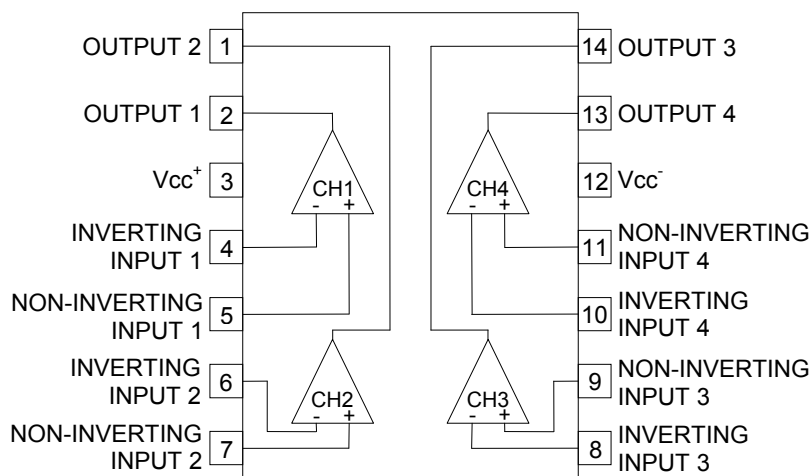 OUTPUT 2 1
14 OUTPUT 3
OUTPUT 1 2
13 OUTPUT 4
Vcc+ 3
12 Vcc-
CH1
- +
CH4
- +
INVERTING
INPUT 1
4
11
NON-INVERTING
INPUT 4
NON-INVERTING
INPUT 1
5
10
INVERTING
INPUT 4
INVERTING
INPUT 2
6
9
NON-INVERTING
INPUT 3
CH2
- +
CH3
- +
NON-INVERTING
INPUT 2
7
8
INVERTING
INPUT 3